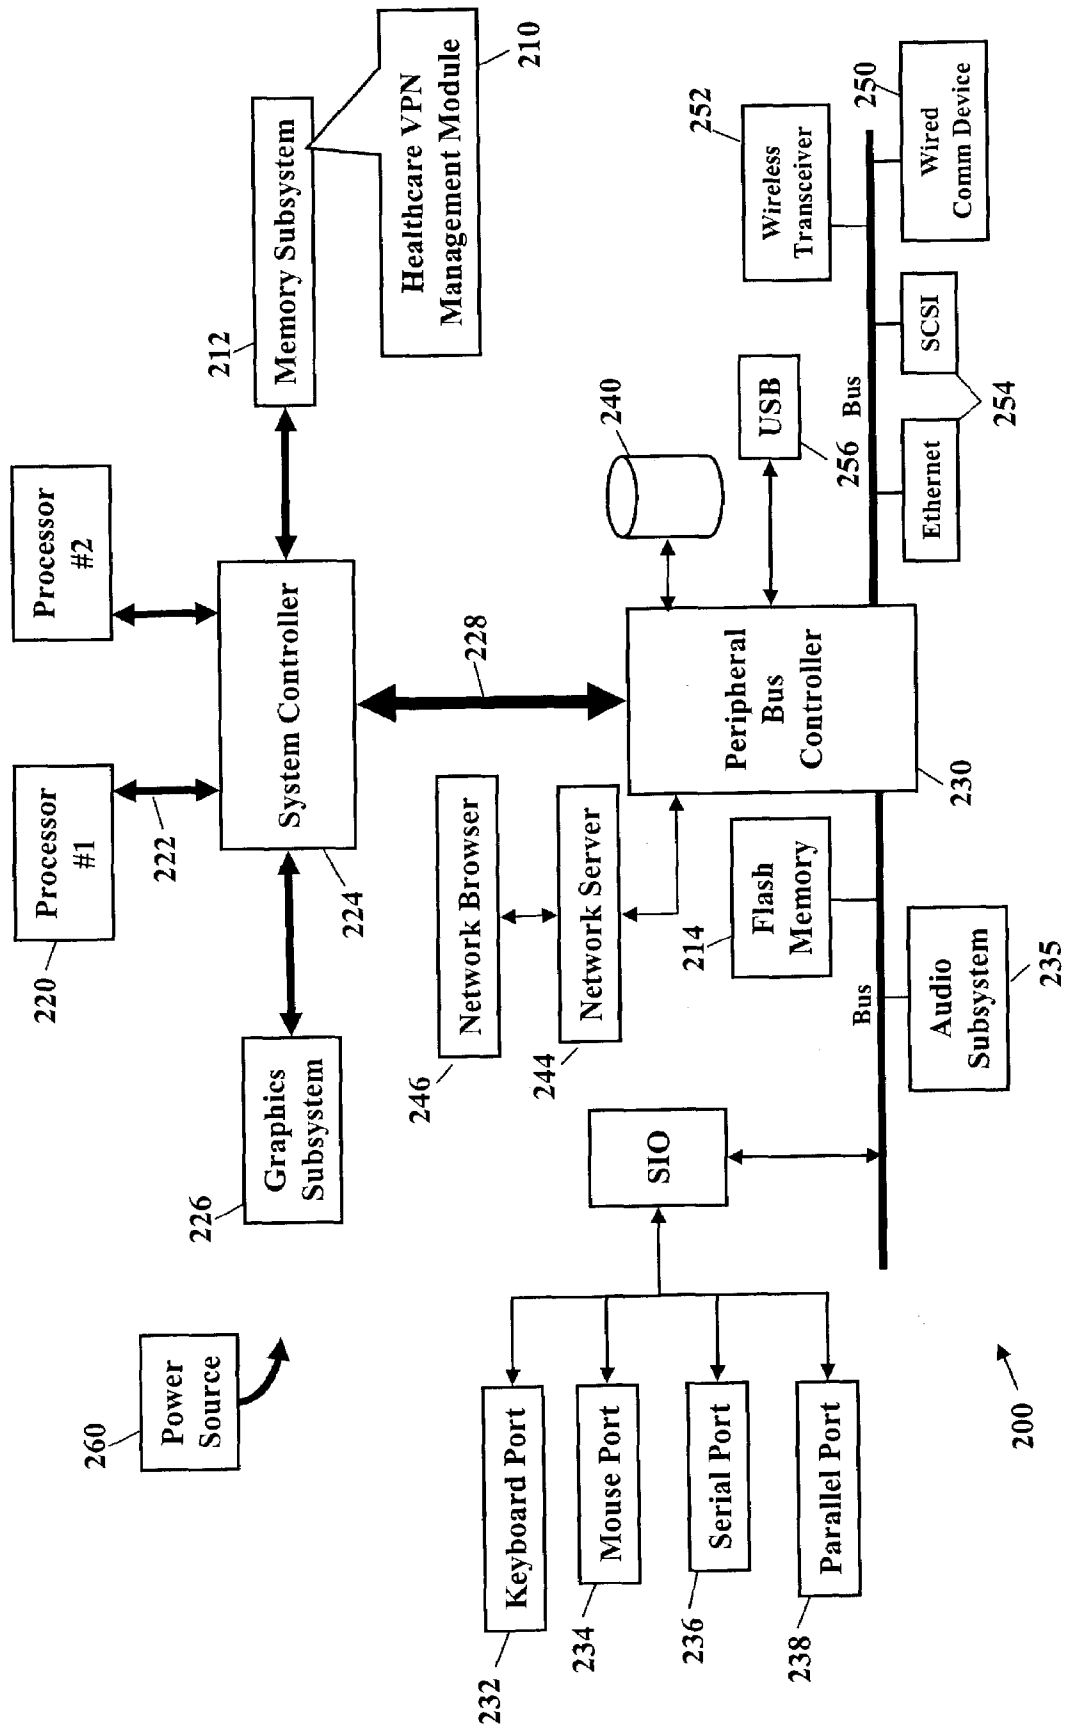 260
Power
Source
220
Processor
#1
222
Processor
#2
226
Graphics
Subsystem
224
System Controller
212
Memory Subsystem
Healthcare VPN
Management Module
210
228
246
Network Browser
244
Network Server
232
Keyboard Port
234
Mouse Port
236
Serial Port
238
Parallel Port
SIO
214
Flash
Memory
Peripheral
Bus
Controller
230
240
USB
256
252
Wireless
Transceiver
Bus
Bus
Audio
Subsystem
235
Ethernet
SCSI
254
250
Wired
Comm Device
200